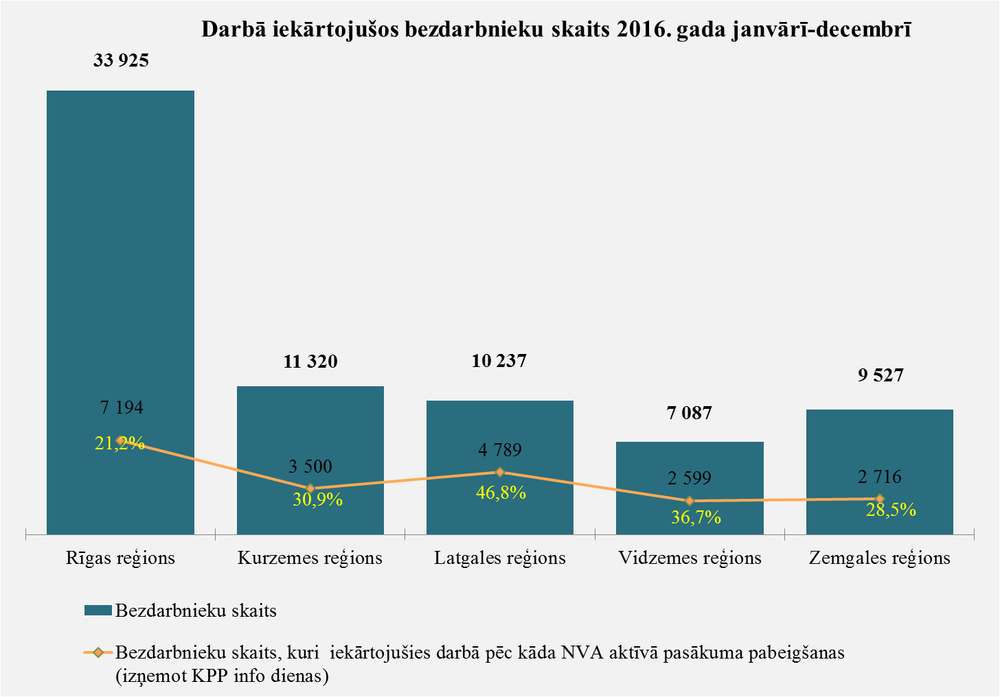 Darbā iekārtojušos bezdarbnieku skaits 2016. gada janvārī-decembrī
33 925
11 320
10 237
7 087
9 527
7 194
3 500
4 789
2 599
2 716
21,2%
30,9%
46,8%
36,7%
28,5%
Rīgas reģions
Kurzemes reģions
Latgales reģions
Vidzemes reģions
Zemgales reģions
Bezdarbnieku skaits
Bezdarbnieku skaits, kuri iekārtojušies darbā pēc kāda NVA aktīvā pasākuma pabeigšanas
(izņemot KPP info dienas)